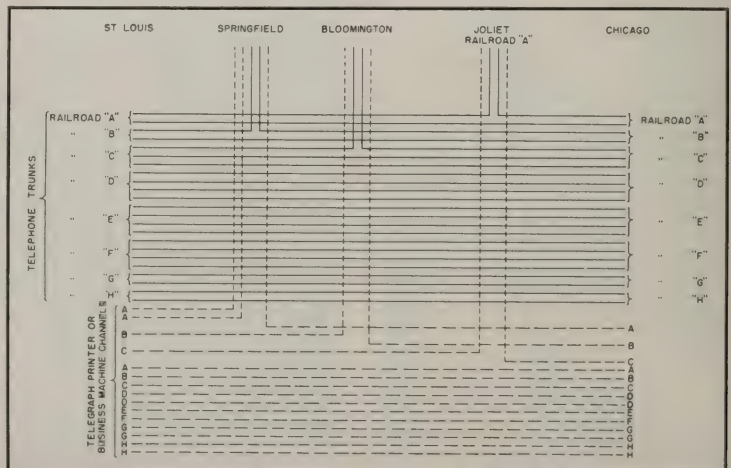 ST LOUIS SPRINGFIELD BLOOMINGTON JOLIET CHICAGO
RAILROAD "A"
TELEPHONE TRUNKS
RAILROAD "A" RAILROAD "A"
" "B" " "B"
" "C" " "C"
" "D" " "D"
" "E" " "E"
" "F" " "F"
" "G" " "G"
" "H" " "H"
TELEGRAPH PRINTER OR
BUSINESS MACHINE CHANNELS
A
A
A
B
B
C
C
A A
B B
C C
D D
D D
E E
F F
G G
G G
H H
H H